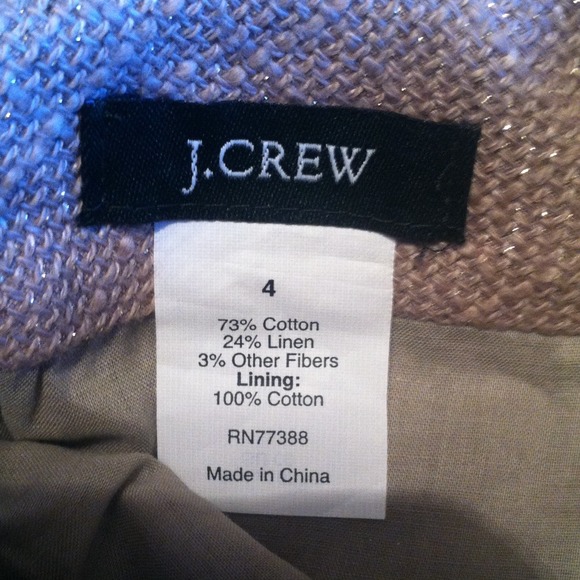 J.CREW
4
73% Cotton
24% Linen
3% Other Fibers
Lining:
100% Cotton
RN77388
Made in China